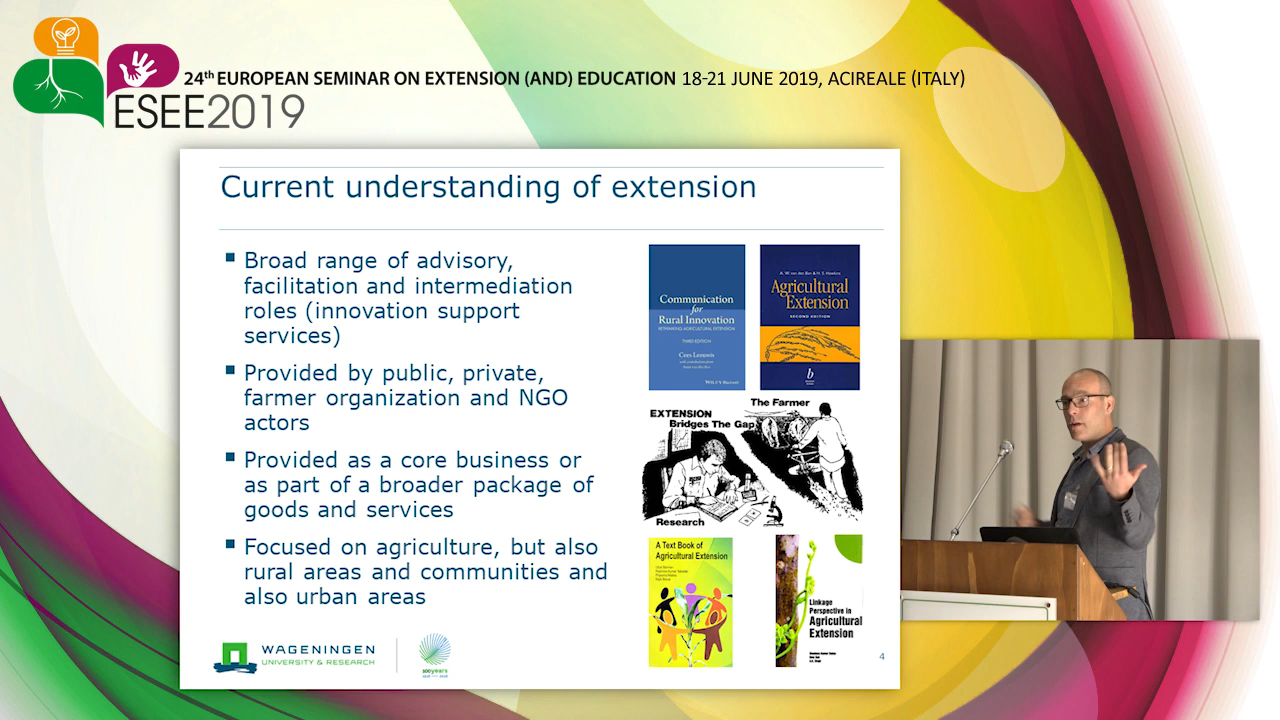 24th EUROPEAN SEMINAR ON EXTENSION (AND) EDUCATION 18-21 JUNE 2019, ACIREALE (ITALY)
ESEE2019
Current understanding of extension
▪ Broad range of advisory,
facilitation and intermediation
roles (innovation support
services)
▪ Provided by public, private,
farmer organization and NGO
actors
▪ Provided as a core business or
as part of a broader package of
goods and services
▪ Focused on agriculture, but also
rural areas and communities and
also urban areas
Communication
for
Rural Innovation
RETHINKING AGRICULTURAL EXTENSION
THIRD EDITION
Cees Leeuwis
A. W. van den Ban & H. S. Hawkins
Agricultural
Extension
SECOND EDITION
b
The Farmer
EXTENSION
Bridges The Gap
Research
A Text Book of
Agricultural Extension
Linkage
Perspective in
Agricultural
Extension
WAGENINGEN
UNIVERSITY & RESEARCH
100years
4